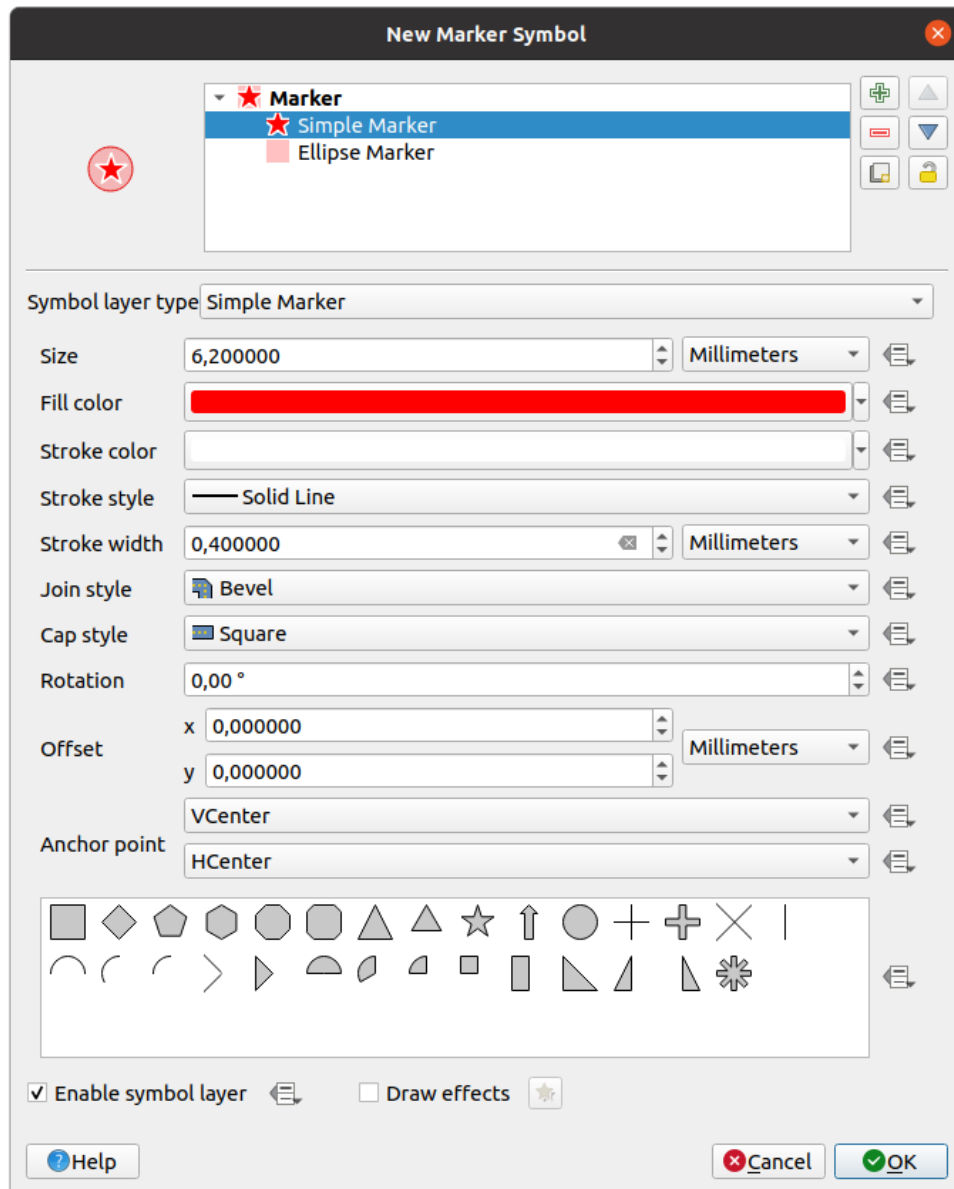 New Marker Symbol
Marker
Simple Marker
Ellipse Marker
Symbol layer type Simple Marker
Size 6,200000 Millimeters
Fill color
Stroke color
Stroke style Solid Line
Stroke width 0,400000 Millimeters
Join style Bevel
Cap style Square
Rotation 0,00 °
Offset x 0,000000 Millimeters
y 0,000000
Anchor point VCenter
HCenter
Enable symbol layer Draw effects
Help Cancel OK